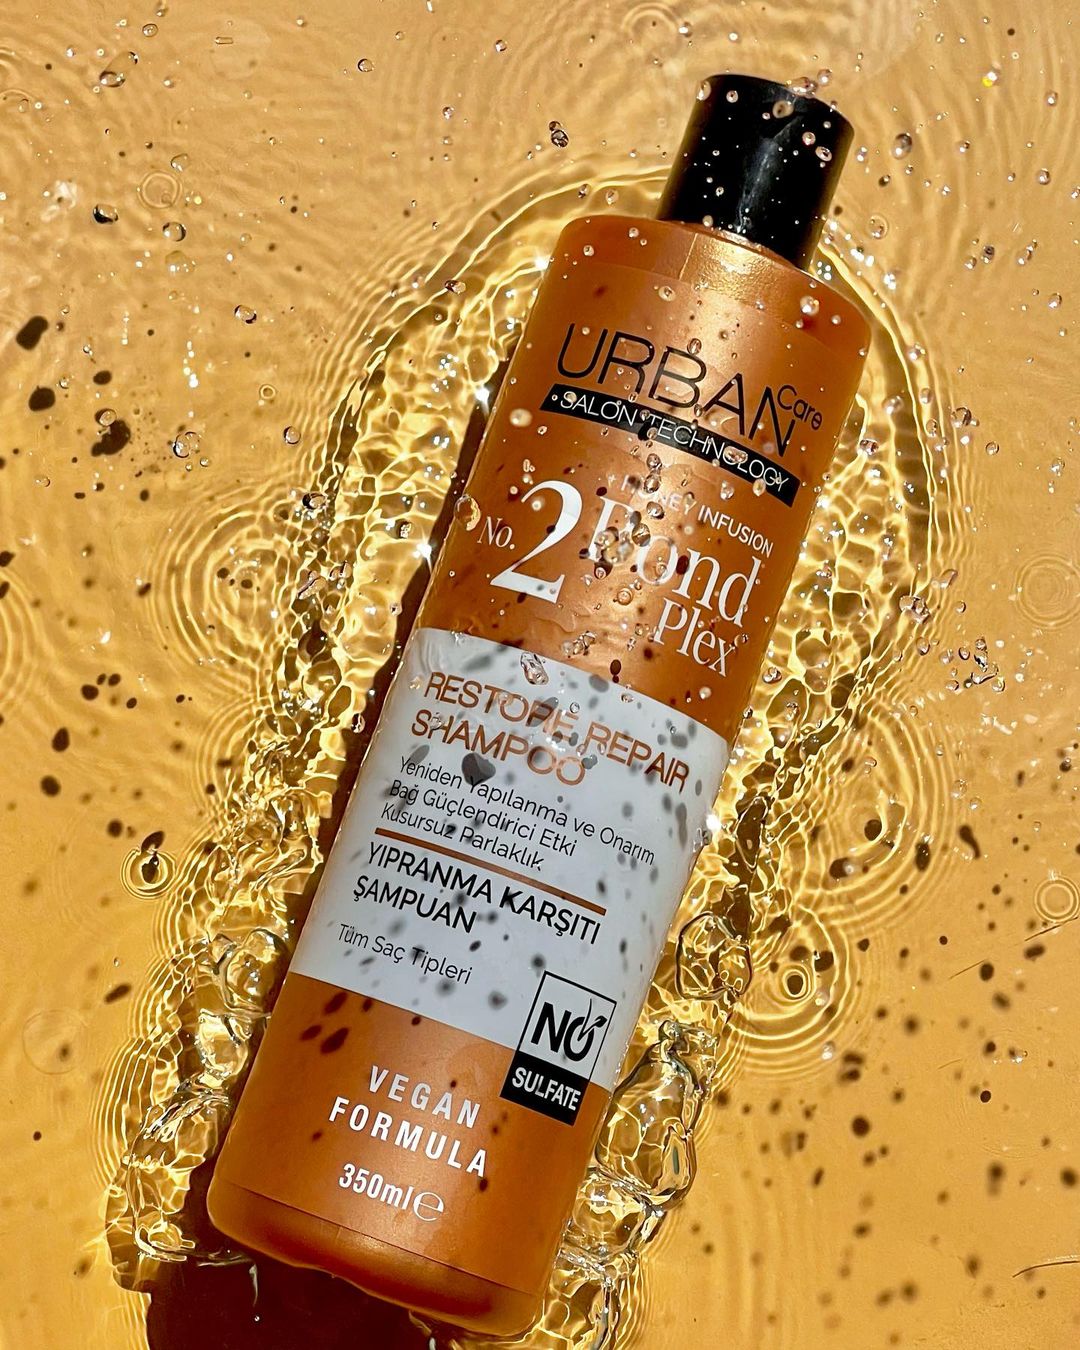 URBAN Care
• SALON TECHNOLOGY
HONEY INFUSION
No. 2 Bond
Plex
RESTORE REPAIR
SHAMPOO
Yeniden Yapılanma ve Onarım
Bağ Güçlendirici Etki
Kusursuz Parlaklık
YIPRANMA KARŞITI
ŞAMPUAN
Tüm Saç Tipleri
NO
SULFATE
VEGAN
FORMULA
350ml ℮